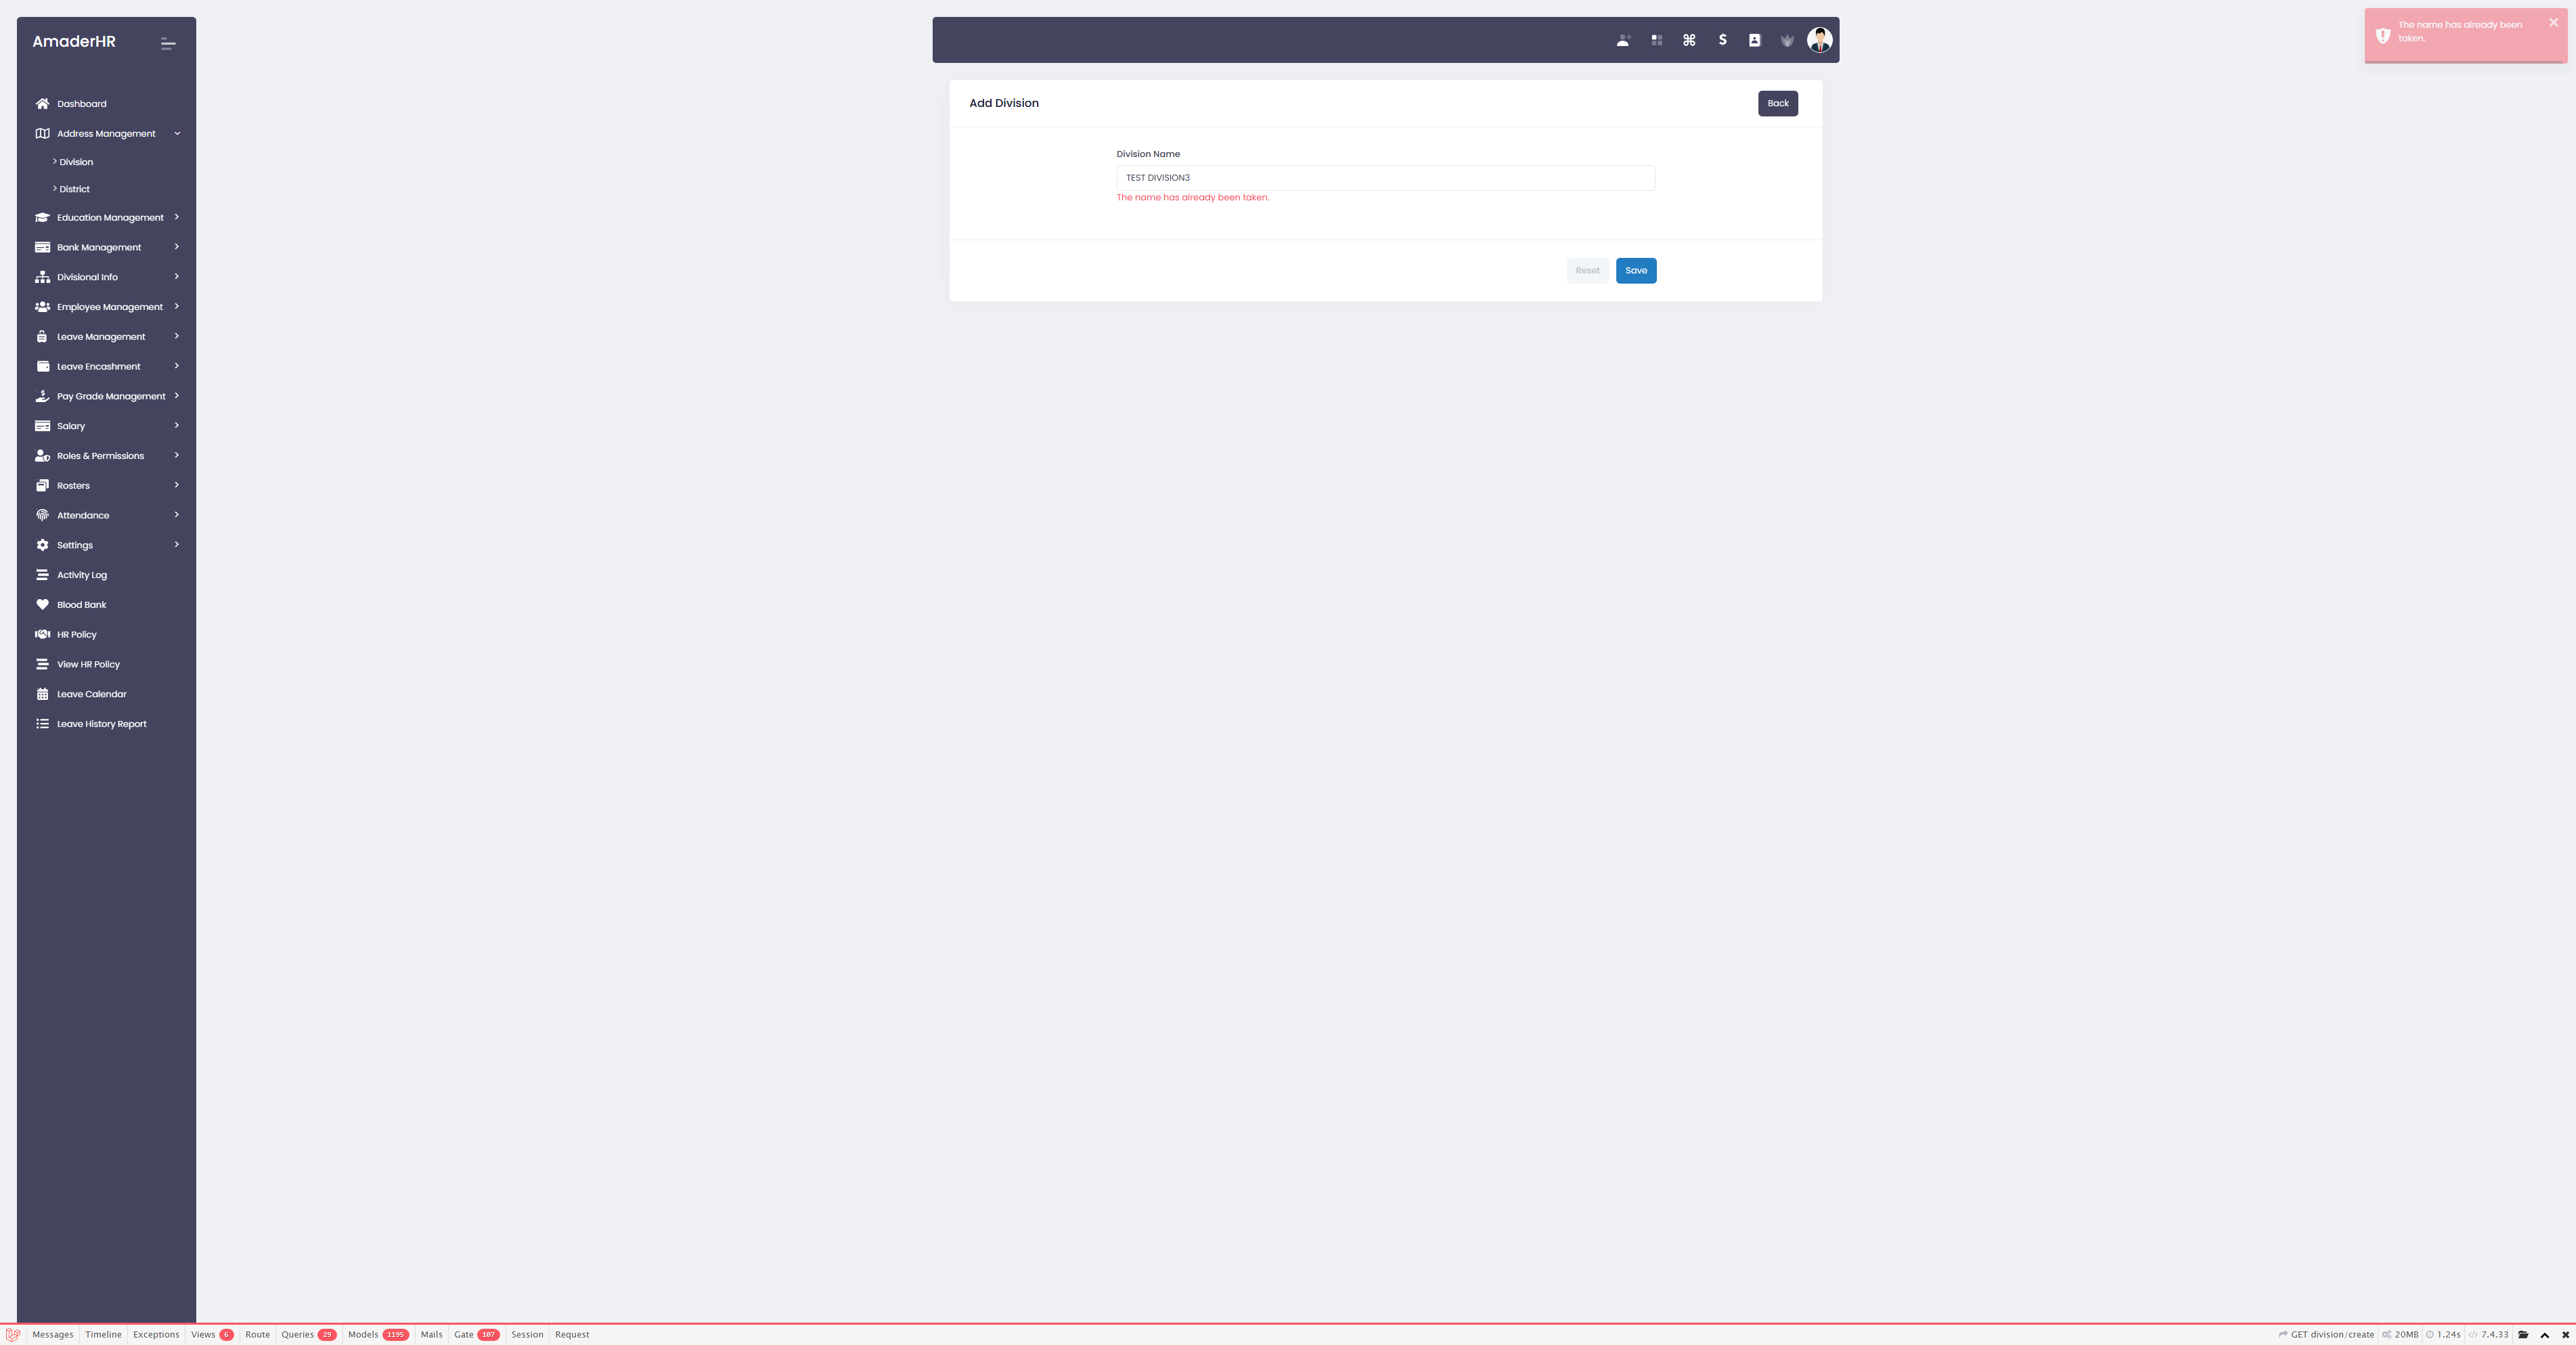 AmaderHR
Dashboard
Address Management
Division
District
Education Management
Bank Management
Divisional Info
Employee Management
Leave Management
Leave Encashment
Pay Grade Management
Salary
Roles & Permissions
Rosters
Attendance
Settings
Activity Log
Blood Bank
HR Policy
View HR Policy
Leave Calendar
Leave History Report
Add Division
Back
Division Name
TEST DIVISION3
The name has already been taken.
Reset Save
The name has already been
taken.
Messages Timeline Exceptions Views 6 Route Queries 29 Models 1195 Mails Gate 187 Session Request GET division/create 20MB 1.24s 7.4.33